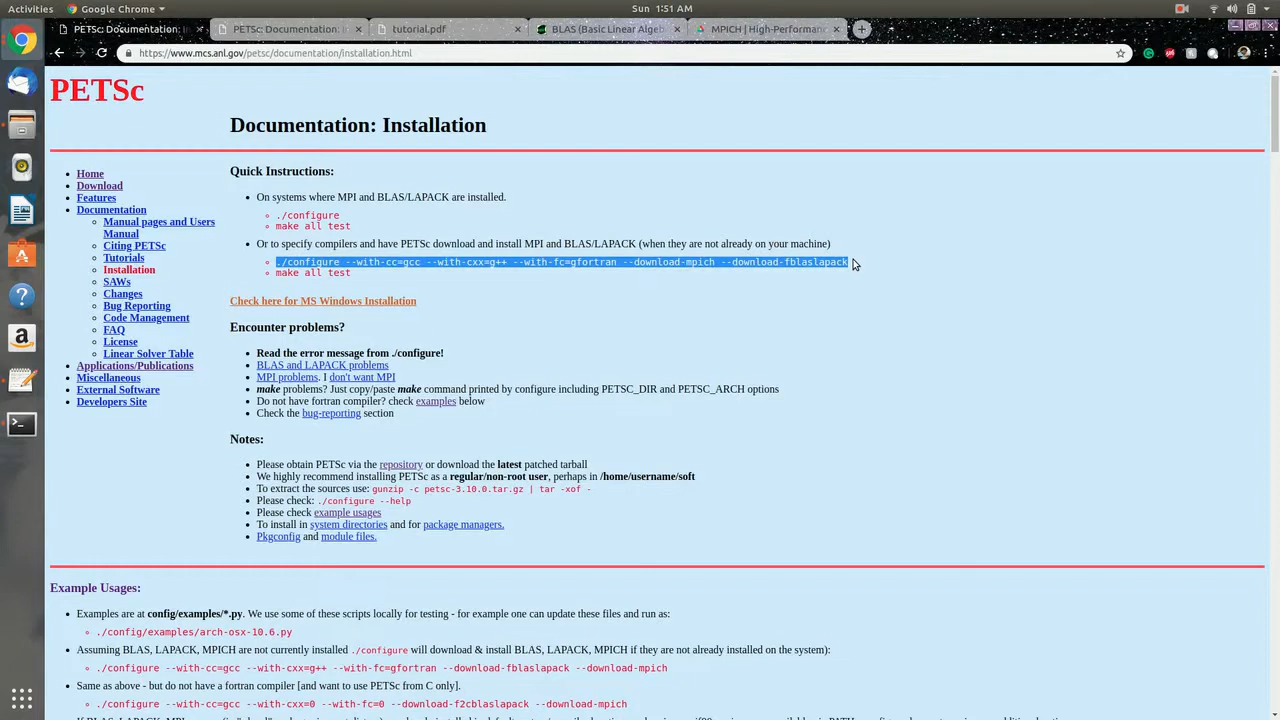 Activities
Google Chrome
Sun 1:51 AM
PETSc: Documentation: I
PETSc: Documentation: In
tutorial.pdf
BLAS (Basic Linear Algeb
MPICH | High-Performanc
https://www.mcs.anl.gov/petsc/documentation/installation.html
PETSc
Documentation: Installation
Home
Download
Features
Documentation
Manual pages and Users
Manual
Citing PETSc
Tutorials
Installation
SAWs
Changes
Bug Reporting
Code Management
FAQ
License
Linear Solver Table
Applications/Publications
Miscellaneous
External Software
Developers Site
Quick Instructions:
On systems where MPI and BLAS/LAPACK are installed.
./configure
make all test
Or to specify compilers and have PETSc download and install MPI and BLAS/LAPACK (when they are not already on your machine)
./configure --with-cc=gcc --with-cxx=g++ --with-fc=gfortran --download-mpich --download-fblaslapack
make all test
Check here for MS Windows Installation
Encounter problems?
Read the error message from ./configure!
BLAS and LAPACK problems
MPI problems. I don't want MPI
make problems? Just copy/paste make command printed by configure including PETSC_DIR and PETSC_ARCH options
Do not have fortran compiler? check examples below
Check the bug-reporting section
Notes:
Please obtain PETSc via the repository or download the latest patched tarball
We highly recommend installing PETSc as a regular/non-root user, perhaps in /home/username/soft
To extract the sources use: gunzip -c petsc-3.10.0.tar.gz | tar -xof -
Please check: ./configure --help
Please check example usages
To install in system directories and for package managers.
Pkgconfig and module files.
Example Usages:
Examples are at config/examples/*.py. We use some of these scripts locally for testing - for example one can update these files and run as:
./config/examples/arch-osx-10.6.py
Assuming BLAS, LAPACK, MPICH are not currently installed ./configure will download & install BLAS, LAPACK, MPICH if they are not already installed on the system):
./configure --with-cc=gcc --with-cxx=g++ --with-fc=gfortran --download-fblaslapack --download-mpich
Same as above - but do not have a fortran compiler [and want to use PETSc from C only].
./configure --with-cc=gcc --with-cxx=0 --with-fc=0 --download-f2cblaslapack --download-mpich